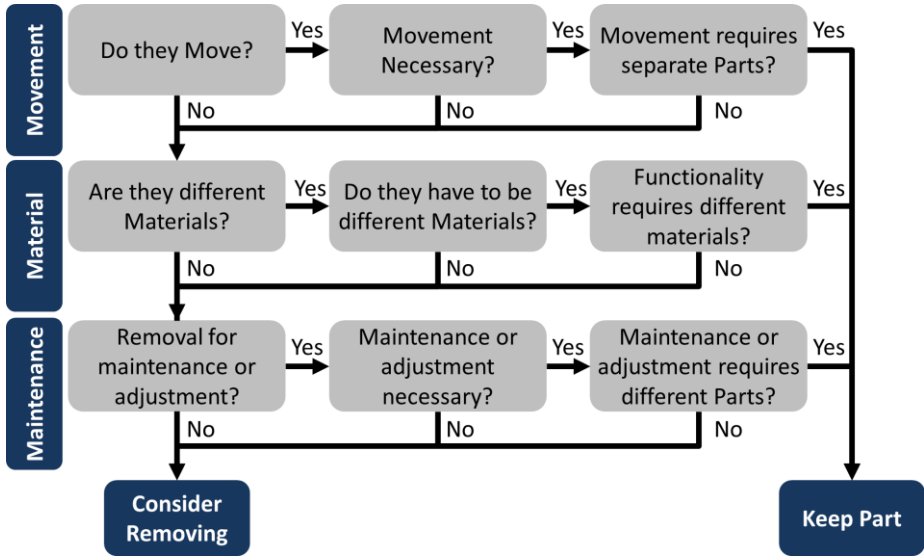 Movement
Do they Move?
Yes
Movement
Necessary?
Yes
Movement requires
separate Parts?
Yes
No
No
No
Material
Are they different
Materials?
Yes
Do they have to be
different Materials?
Yes
Functionality
requires different
materials?
Yes
No
No
No
Maintenance
Removal for
maintenance or
adjustment?
Yes
Maintenance or
adjustment
necessary?
Yes
Maintenance or
adjustment requires
different Parts?
Yes
No
No
No
Consider
Removing
Keep Part